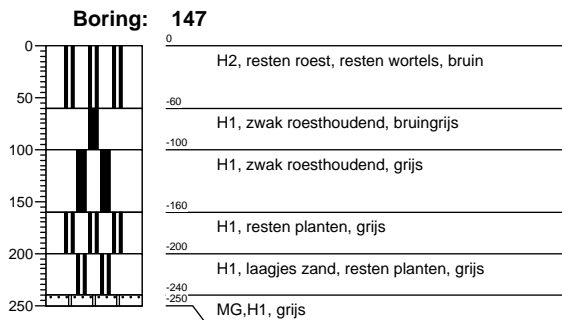 Boring: 147
0
0
H2, resten roest, resten wortels, bruin
50
-60
H1, zwak roesthoudend, bruingrijs
100
-100
H1, zwak roesthoudend, grijs
150
-160
H1, resten planten, grijs
200
-200
H1, laagjes zand, resten planten, grijs
-240
250
-250
MG,H1, grijs